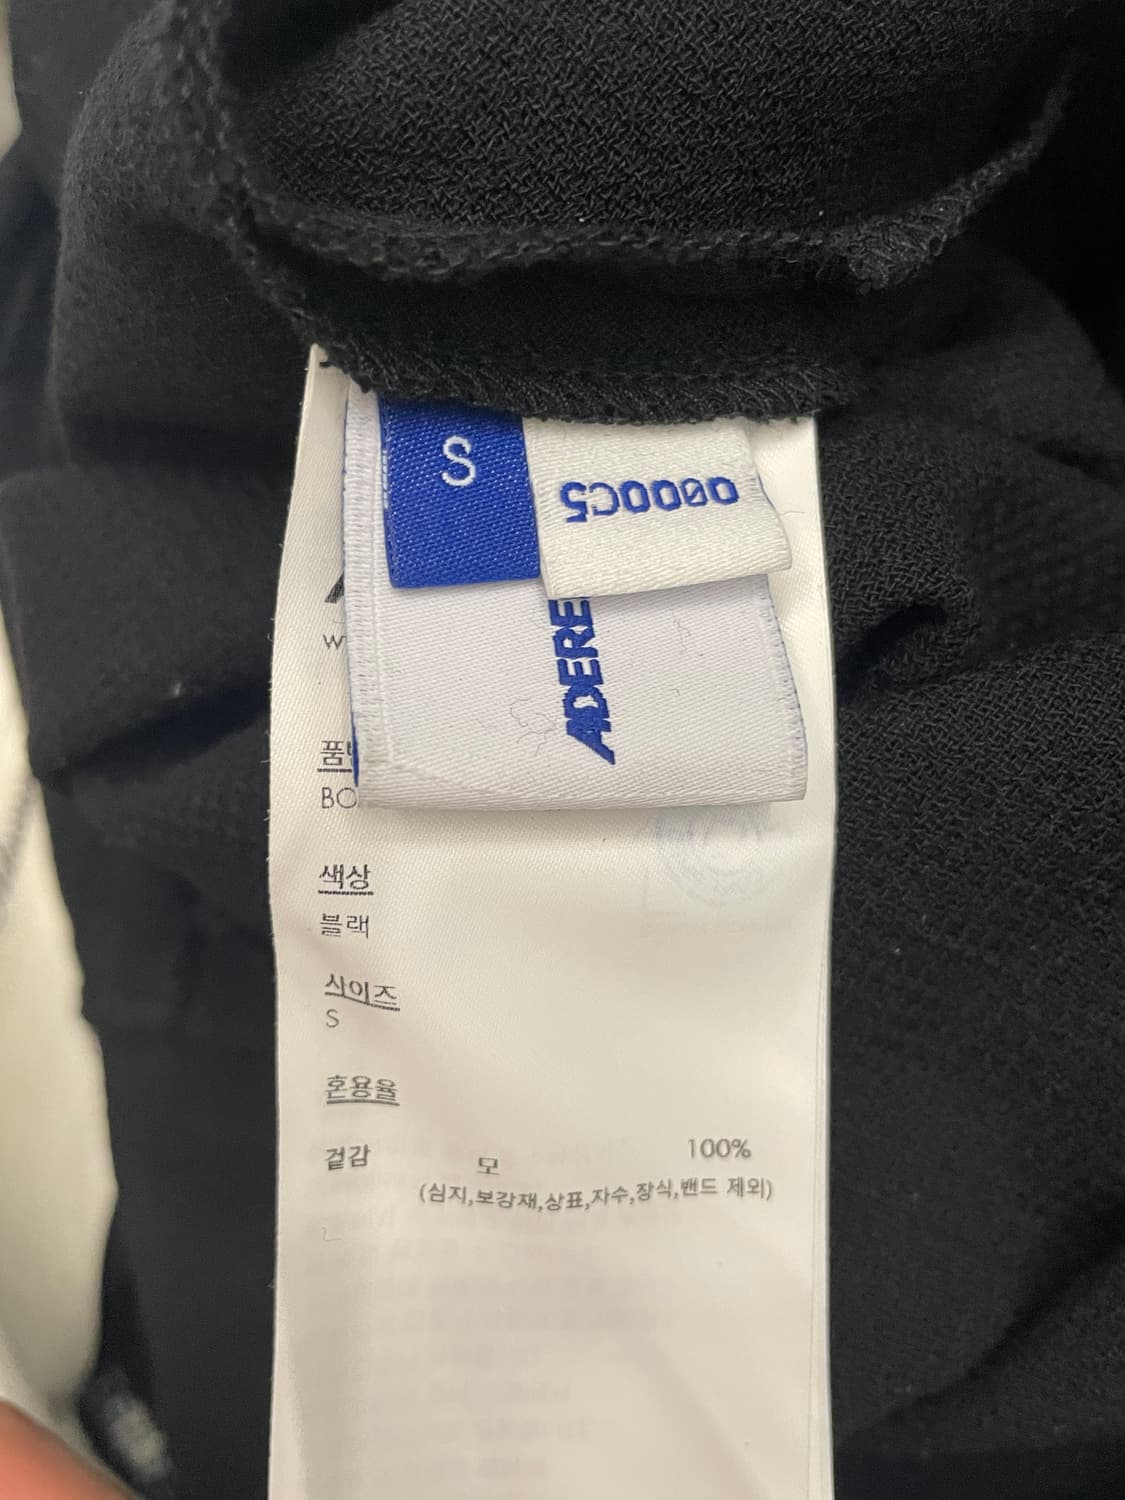 S
0000C5
ADERE
품번
BO
색상
블랙
사이즈
S
혼용율
겉감 모 100%
(심지,보강재,상표,자수,장식,밴드 제외)